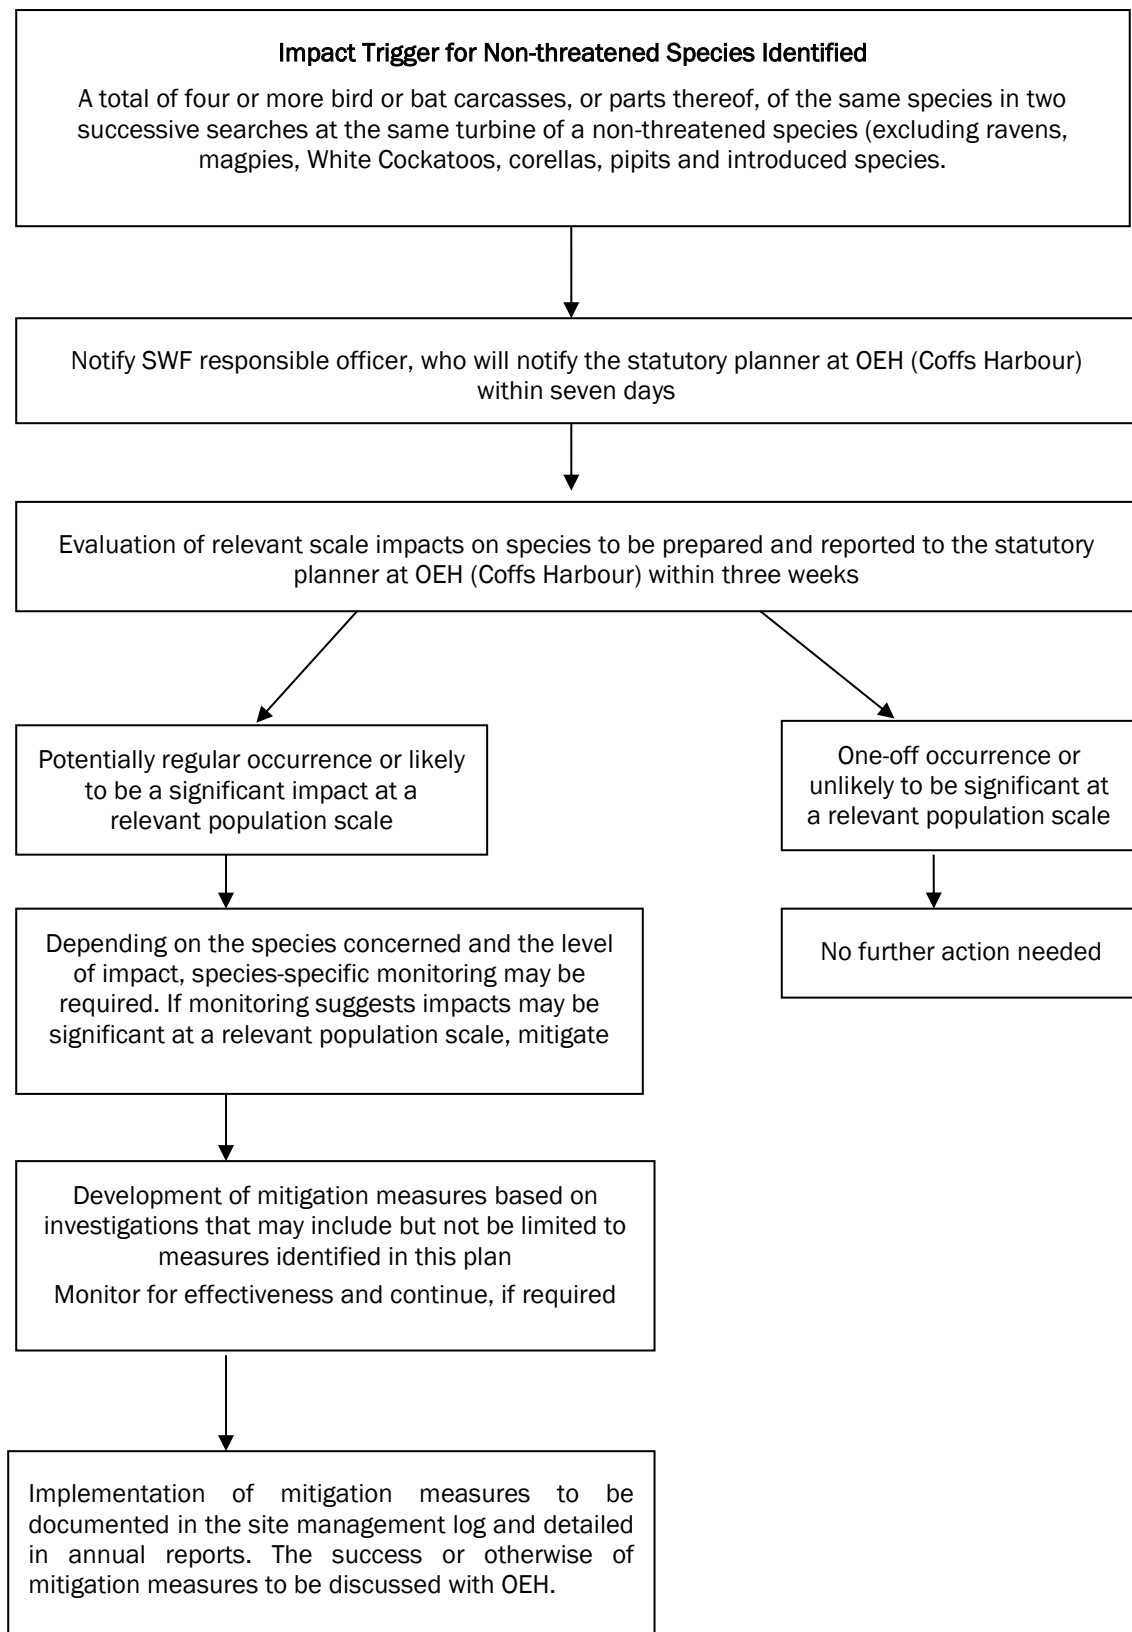 Impact Trigger for Non-threatened Species Identified
A total of four or more bird or bat carcasses, or parts thereof, of the same species in two
successive searches at the same turbine of a non-threatened species (excluding ravens,
magpies, White Cockatoos, corellas, pipits and introduced species.
Notify SWF responsible officer, who will notify the statutory planner at OEH (Coffs Harbour)
within seven days
Evaluation of relevant scale impacts on species to be prepared and reported to the statutory
planner at OEH (Coffs Harbour) within three weeks
Potentially regular occurrence or likely
to be a significant impact at a
relevant population scale
One-off occurrence or
unlikely to be significant at
a relevant population scale
Depending on the species concerned and the level
of impact, species-specific monitoring may be
required. If monitoring suggests impacts may be
significant at a relevant population scale, mitigate
No further action needed
Development of mitigation measures based on
investigations that may include but not be limited to
measures identified in this plan
Monitor for effectiveness and continue, if required
Implementation of mitigation measures to be
documented in the site management log and detailed
in annual reports. The success or otherwise of
mitigation measures to be discussed with OEH.